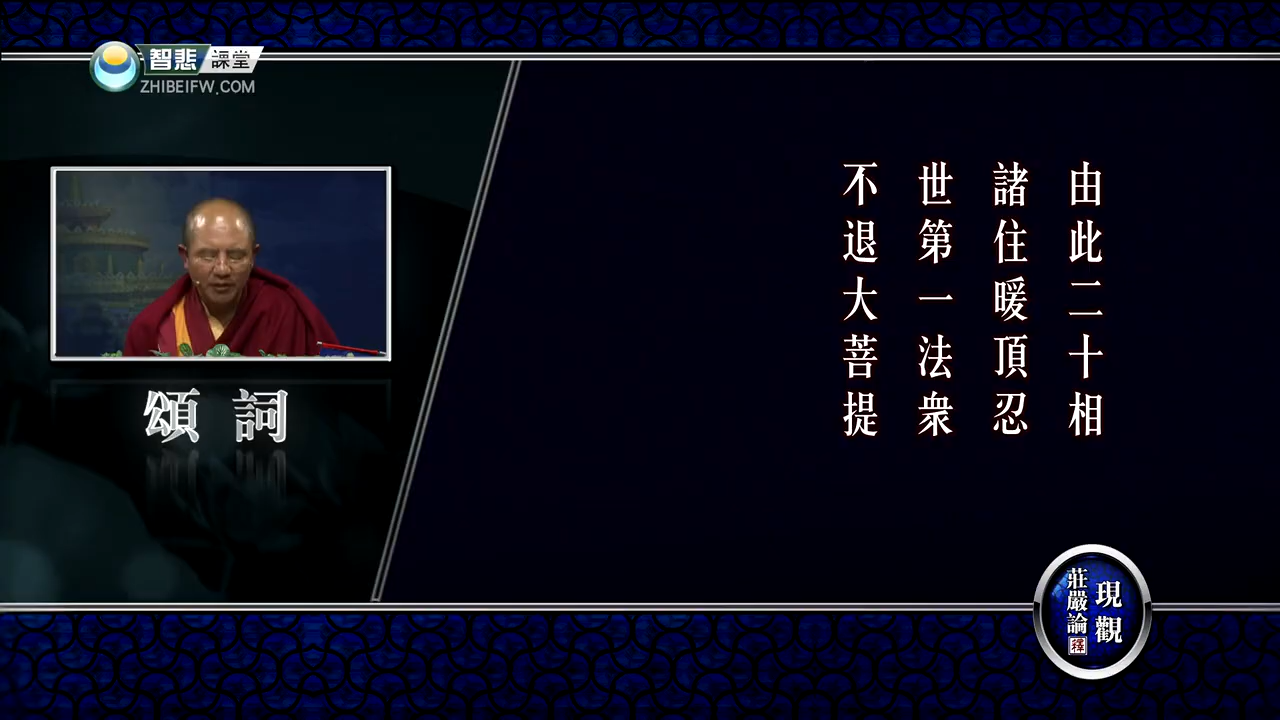 智悲課堂
ZHIBEIFW.COM
由此二十相
諸住暖頂忍
世第一法衆
不退大菩提
頌詞
現觀
莊嚴論釋